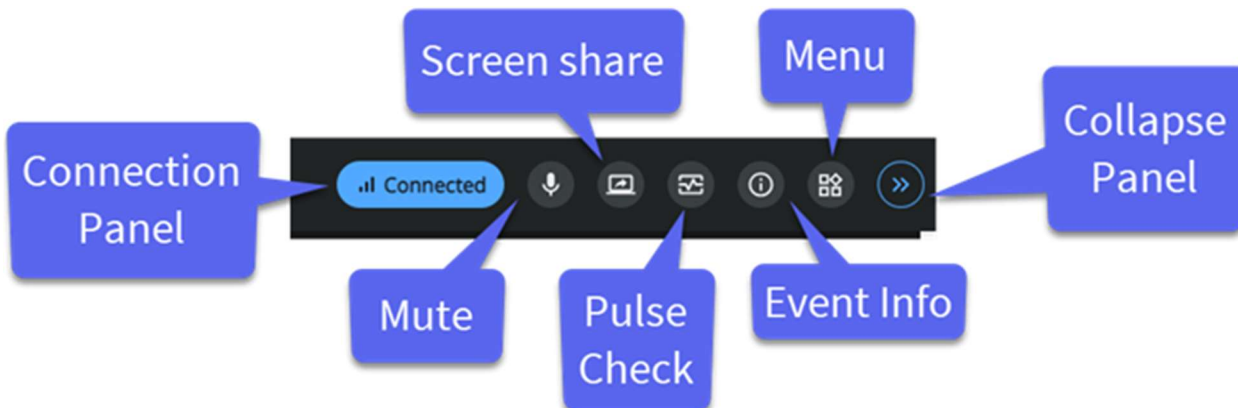 Screen share
Menu
Collapse
Panel
Connection
Panel
Connected
Mute
Pulse
Check
Event Info